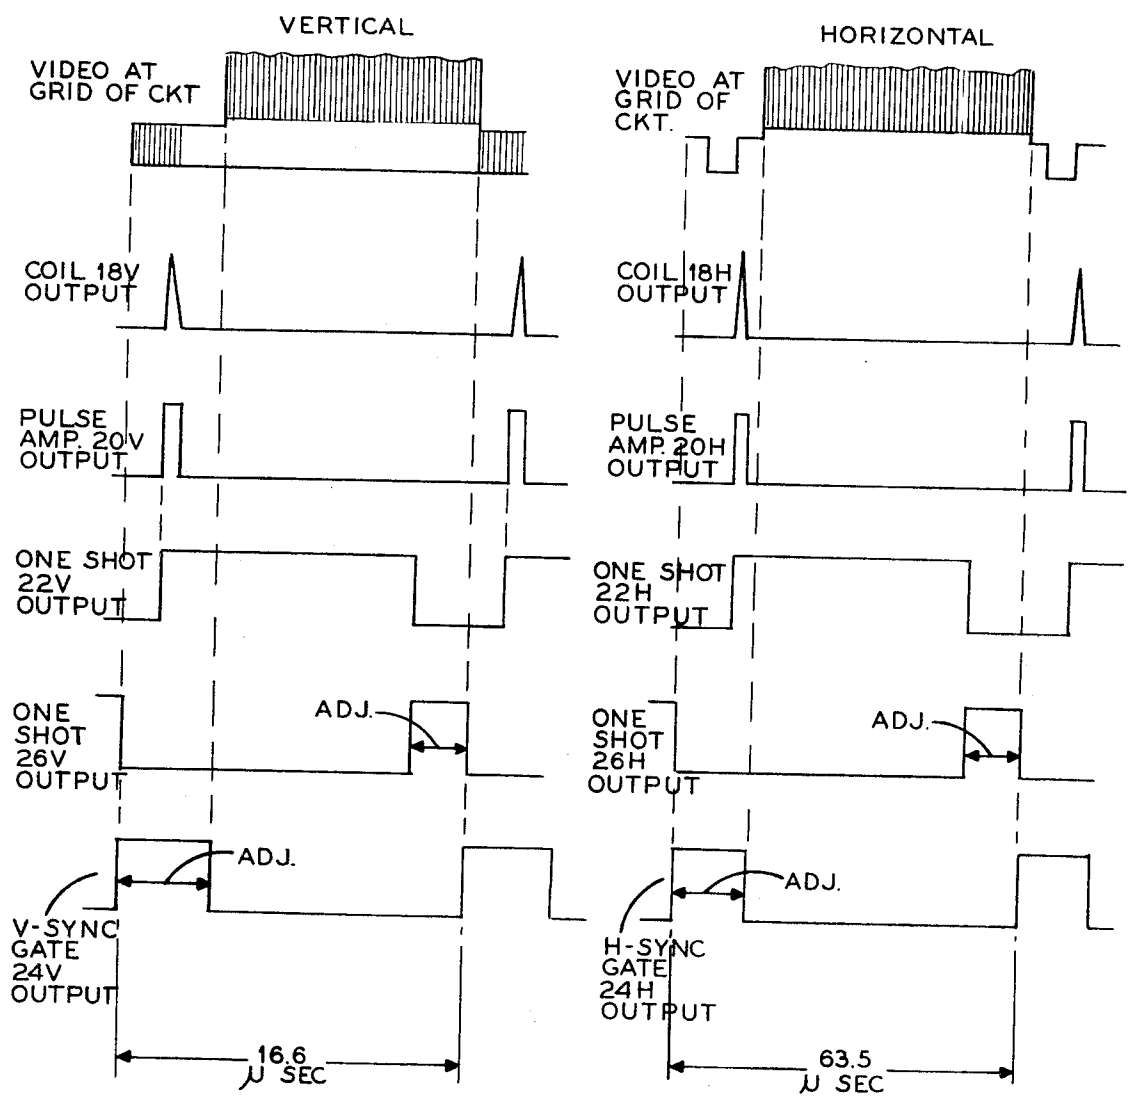 VERTICAL
VIDEO AT
GRID OF CKT
COIL 18V
OUTPUT
PULSE
AMP. 20V
OUTPUT
ONE SHOT
22V
OUTPUT
ONE
SHOT
26V
OUTPUT
ADJ.
ADJ.
V-SYNC
GATE
24V
OUTPUT
16.6
μ SEC
HORIZONTAL
VIDEO AT
GRID OF
CKT.
COIL 18H
OUTPUT
PULSE
AMP. 20H
OUTPUT
ONE SHOT
22H
OUTPUT
ONE
SHOT
26H
OUTPUT
ADJ.
ADJ.
H-SYNC
GATE
24H
OUTPUT
63.5
μ SEC